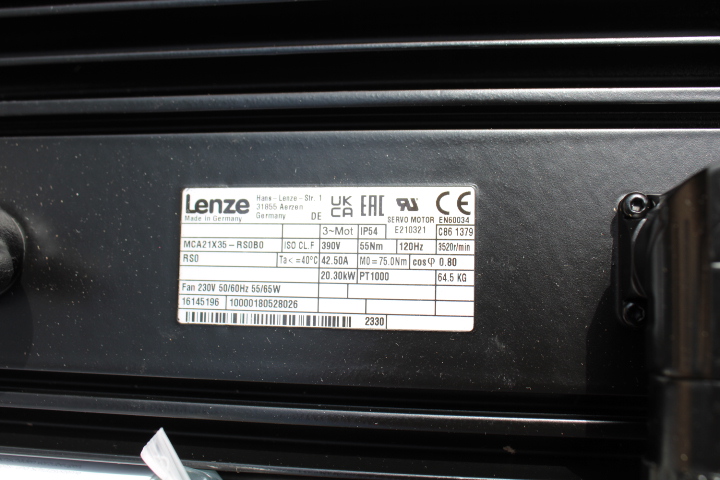 Lenze Hans-Lenze-Str. 1
Made in Germany 31855 Aerzen
Germany DE UK CA EAC UR CE
SERVO MOTOR EN60034
3~Mot IP54 E210321 C86 1379
MCA21X35-RS0B0 ISO CL.F 390V 55Nm 120Hz 3520r/min
RS0 Ta<=40°C 42.50A M0=75.0Nm cosφ 0.80
20.30kW PT1000 64.5 KG
Fan 230V 50/60Hz 55/65W
16145196 10000180528026
2330